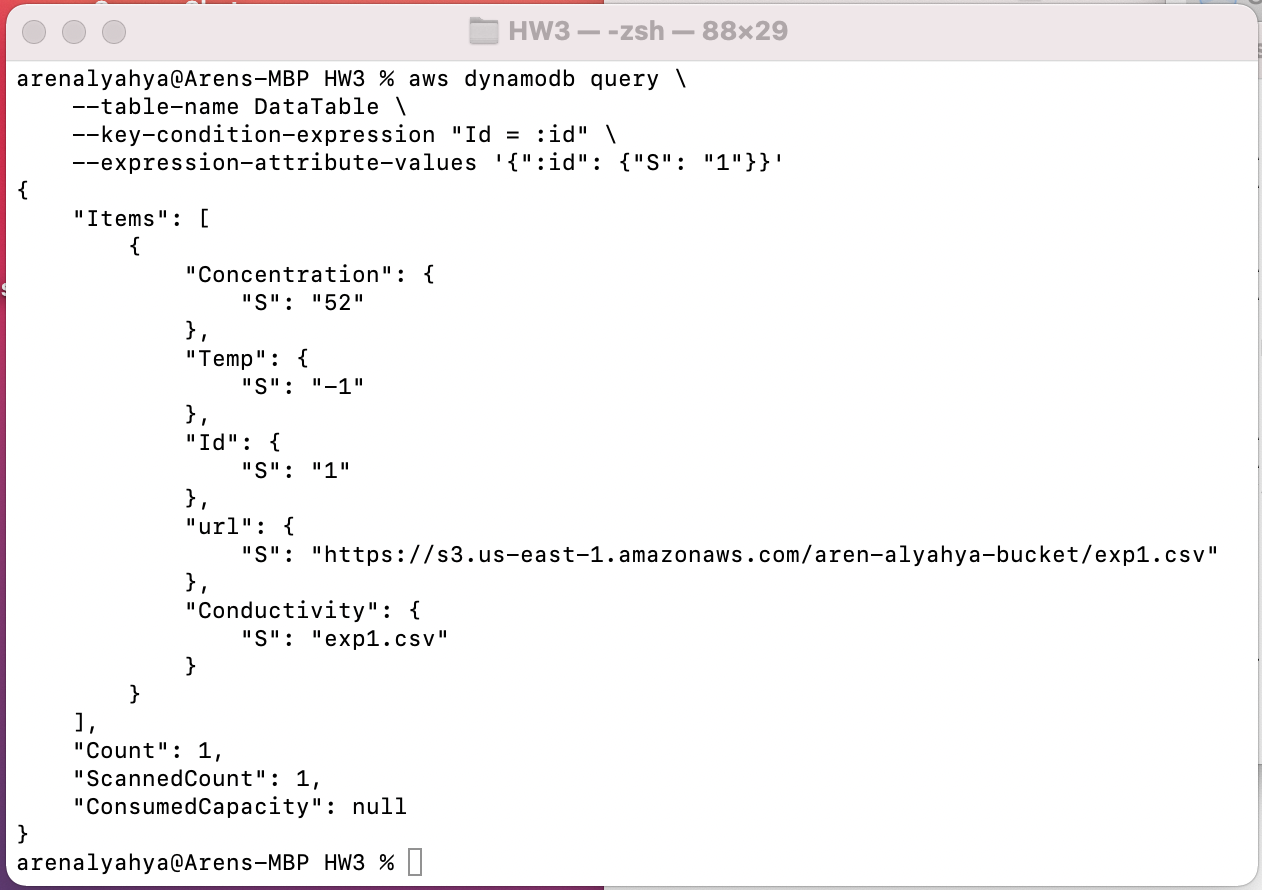 HW3 — -zsh — 88×29
arenalyahya@Arens-MBP HW3 % aws dynamodb query \
    --table-name DataTable \
    --key-condition-expression "Id = :id" \
    --expression-attribute-values '{":id": {"S": "1"}}'
{
    "Items": [
        {
            "Concentration": {
                "S": "52"
            },
            "Temp": {
                "S": "-1"
            },
            "Id": {
                "S": "1"
            },
            "url": {
                "S": "https://s3.us-east-1.amazonaws.com/aren-alyahya-bucket/exp1.csv"
            },
            "Conductivity": {
                "S": "exp1.csv"
            }
        }
    ],
    "Count": 1,
    "ScannedCount": 1,
    "ConsumedCapacity": null
}
arenalyahya@Arens-MBP HW3 %